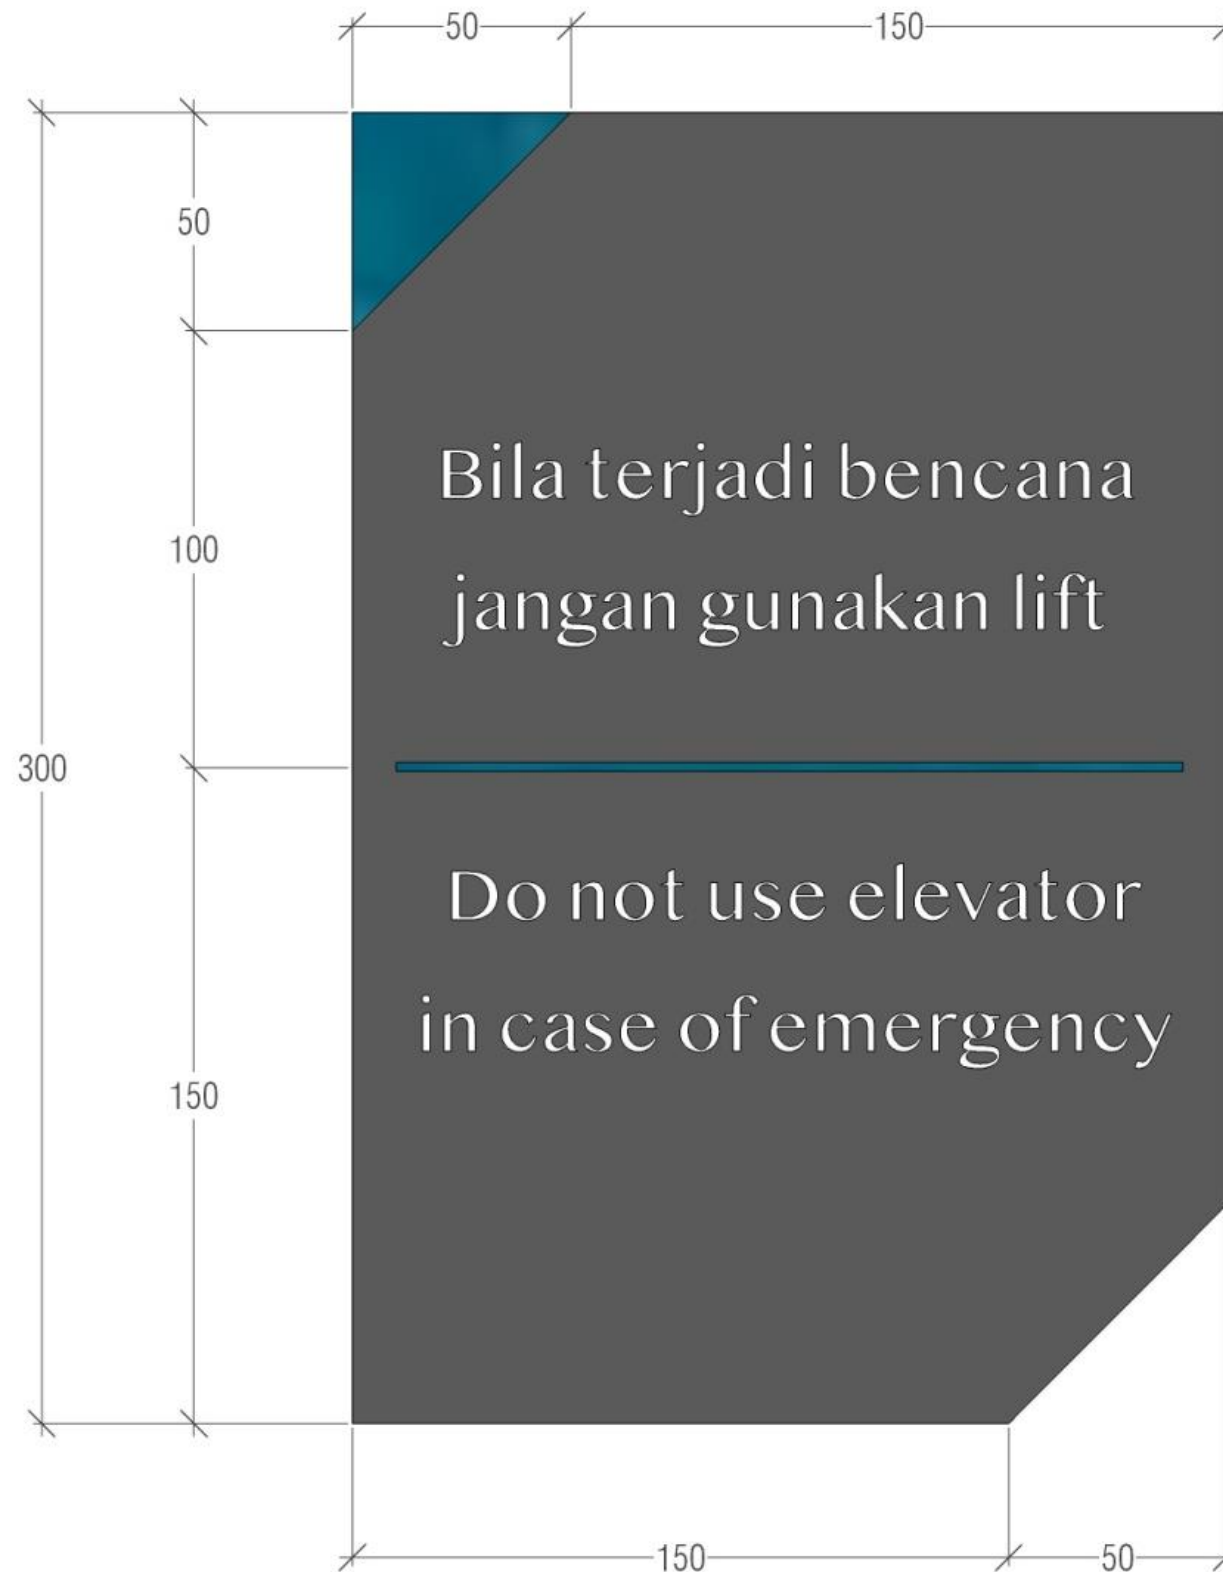 50 150
50
Bila terjadi bencana
100
jangan gunakan lift
300
Do not use elevator
in case of emergency
150
150 50